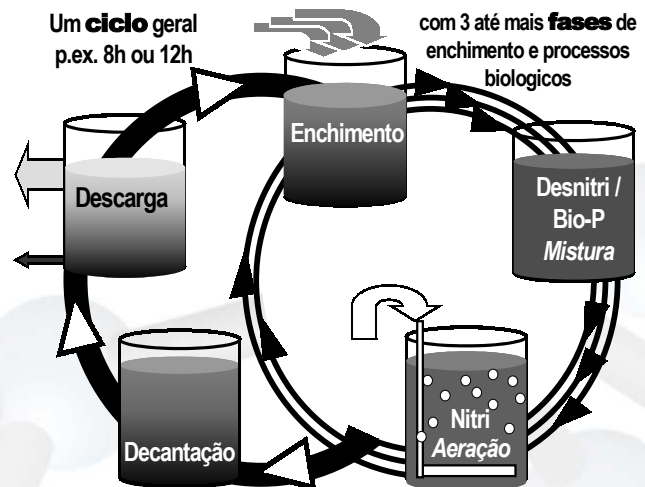 Um ciclo geral
p.ex. 8h ou 12h
com 3 até mais fases de
enchimento e processos
biologicos
Enchimento
Desnitri /
Bio-P
Mistura
Nitri
Aeração
Decantação
Descarga